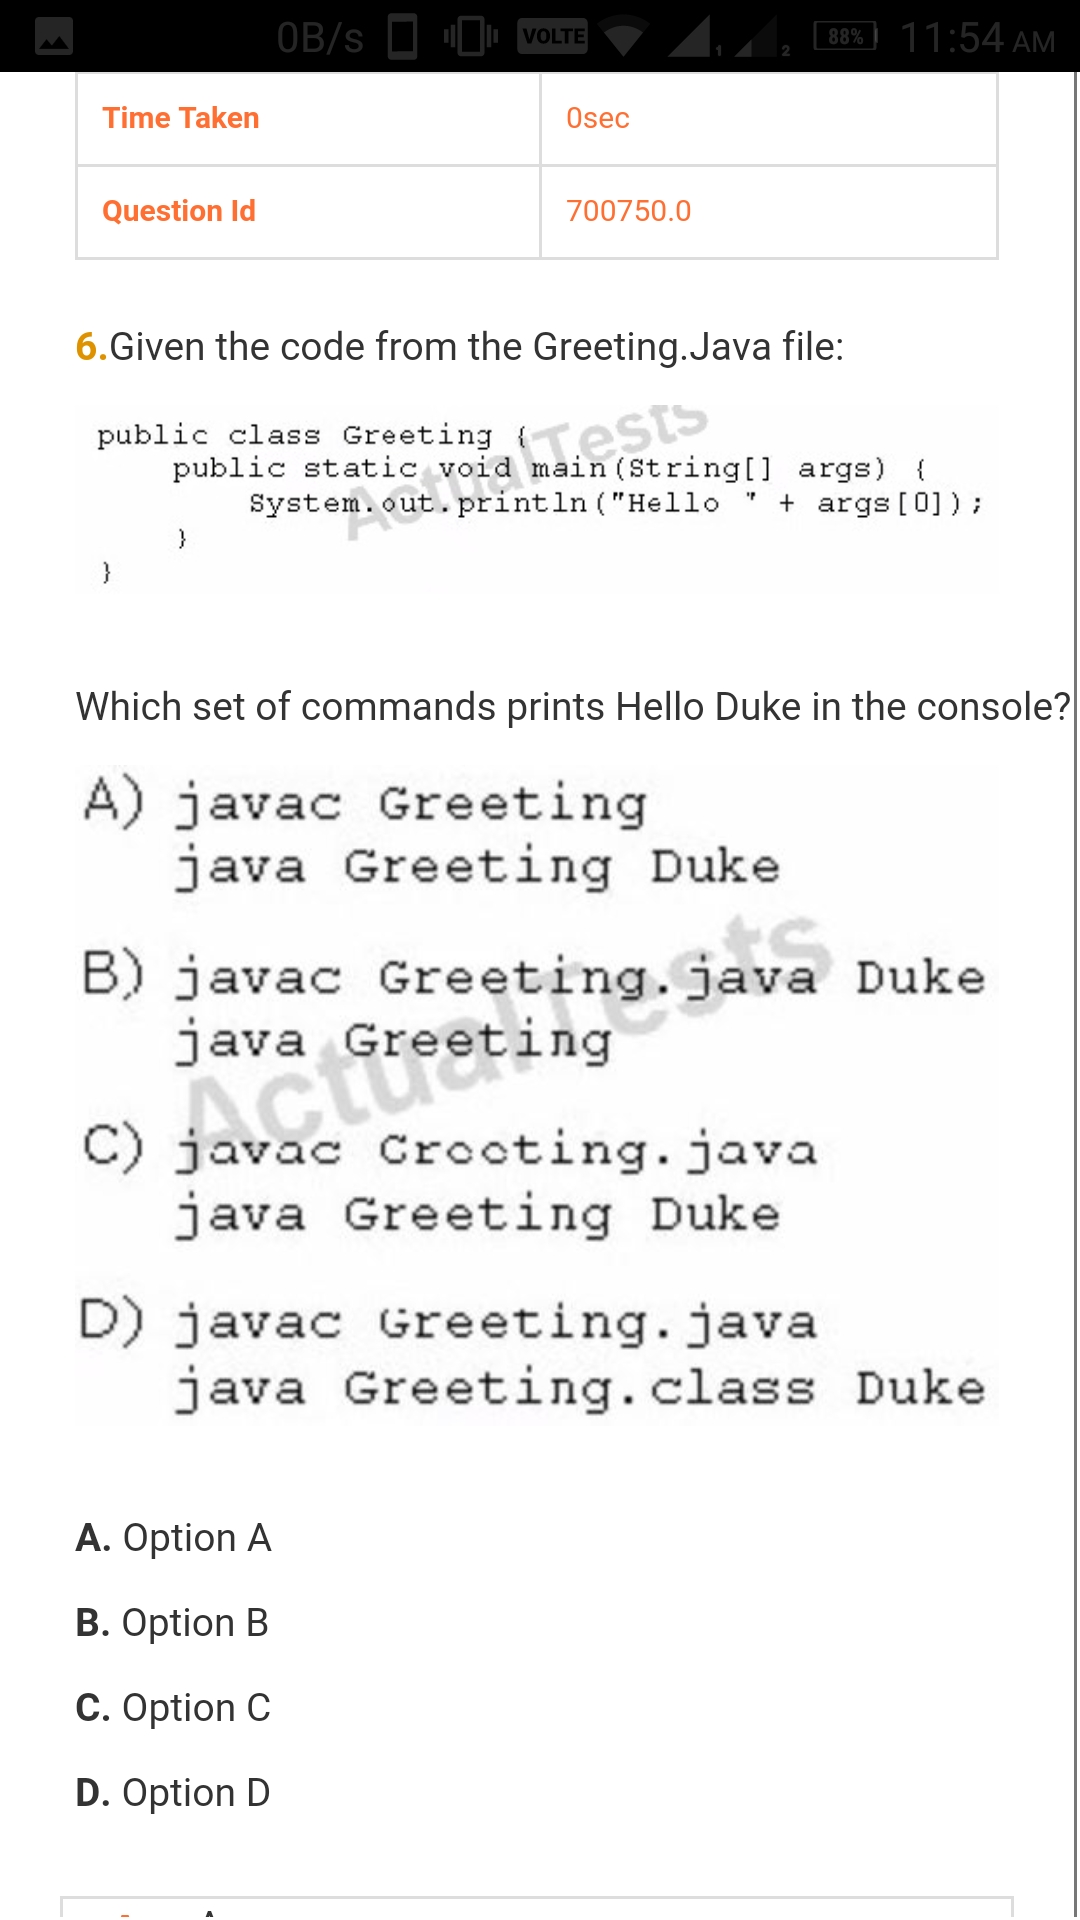 0B/s VOLTE 1 2 88% 11:54 AM
Time Taken 0sec
Question Id 700750.0
6.Given the code from the Greeting.Java file:
public class Greeting {
public static void main(String[] args) {
System.out.println("Hello " + args[0]);
}
}
ActualTests
Which set of commands prints Hello Duke in the console?
A) javac Greeting
java Greeting Duke
B) javac Greeting.java Duke
java Greeting
ActualTests
C) javac Greeting.java
java Greeting Duke
D) javac Greeting.java
java Greeting.class Duke
A. Option A
B. Option B
C. Option C
D. Option D